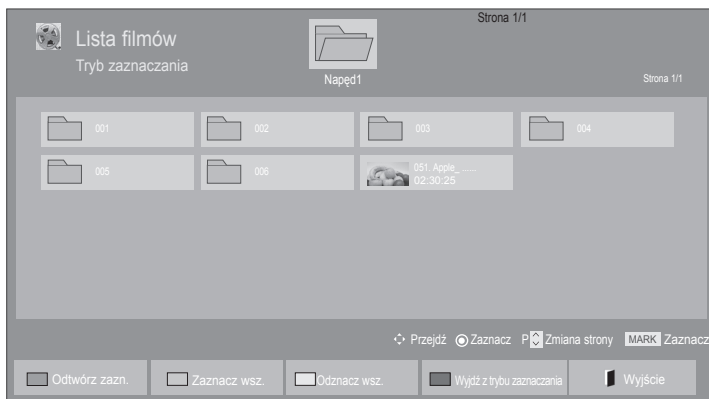 Strona 1/1
Lista filmów
Tryb zaznaczania
Napęd1
Strona 1/1
001
002
003
004
005
006
051. Apple_ ......
02:30:25
Przejdź Zaznacz P Zmiana strony MARK Zaznacz
Odtwórz zazn. Zaznacz wsz. Odznacz wsz. Wyjdź z trybu zaznaczania Wyjście